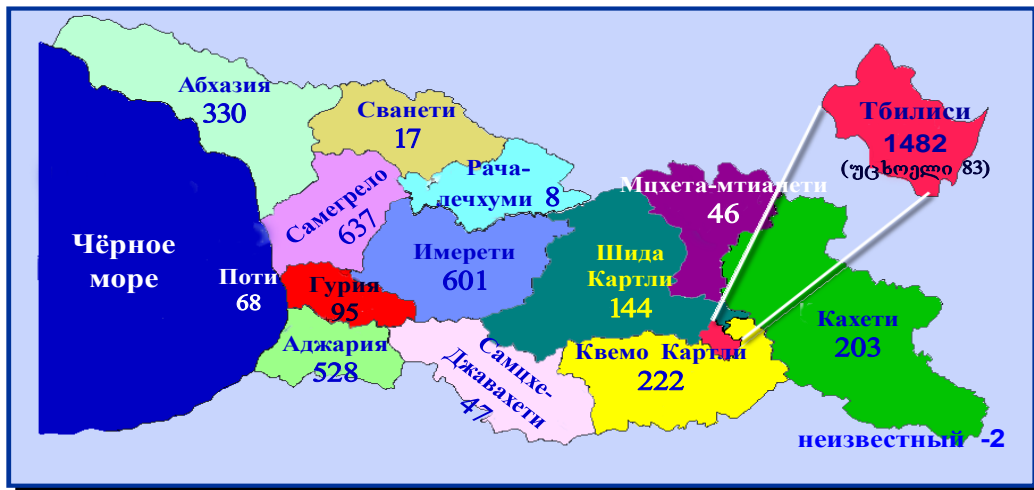 Абхазия
330
Сванети
17
Тбилиси
1482
(უცხოელი 83)
Рача-
лечхуми 8
Мцхета-мтианети
46
Самегрело
637
Чёрное
море
Имерети
601
Шида
Картли
144
Поти
68
Гурия
95
Кахети
203
Аджария
528
Самцхе-
Джавахети
47
Квемо Картли
222
неизвестный -2